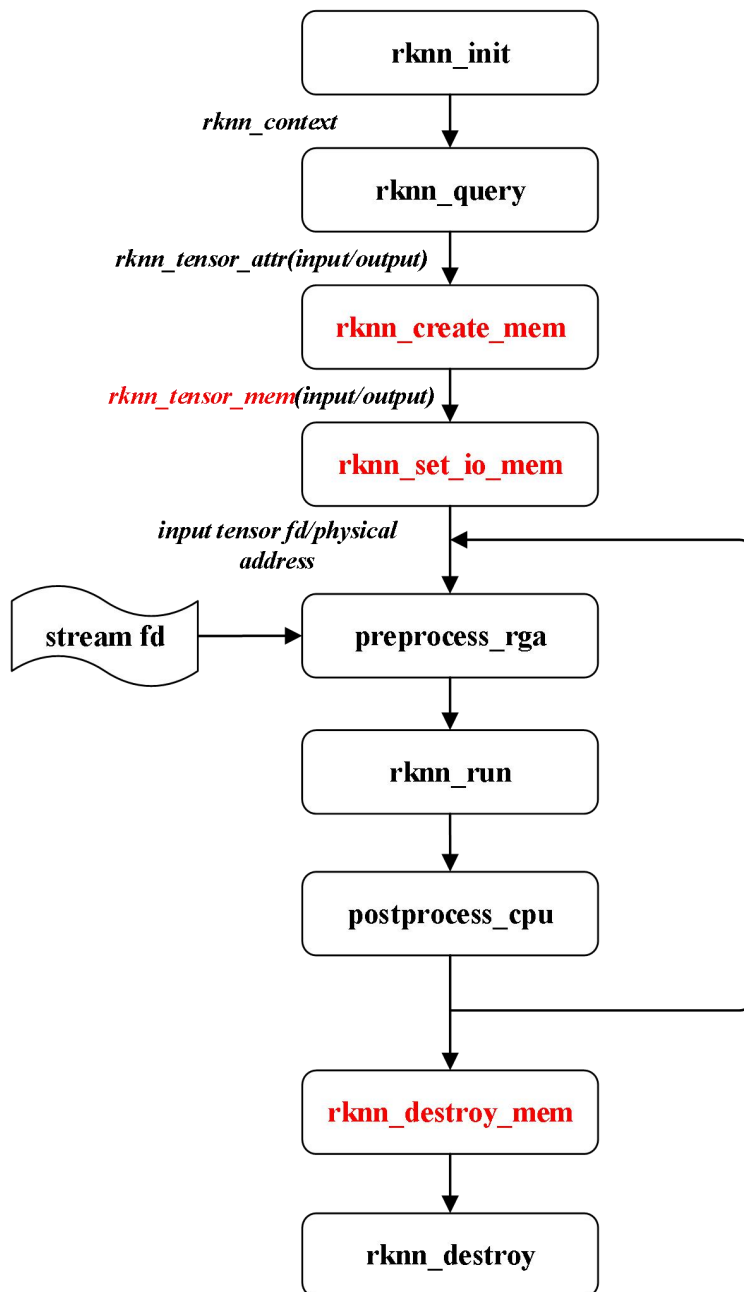 rknn_init
rknn_context
rknn_query
rknn_tensor_attr(input/output)
rknn_create_mem
rknn_tensor_mem(input/output)
rknn_set_io_mem
input tensor fd/physical
address
stream fd
preprocess_rga
rknn_run
postprocess_cpu
rknn_destroy_mem
rknn_destroy